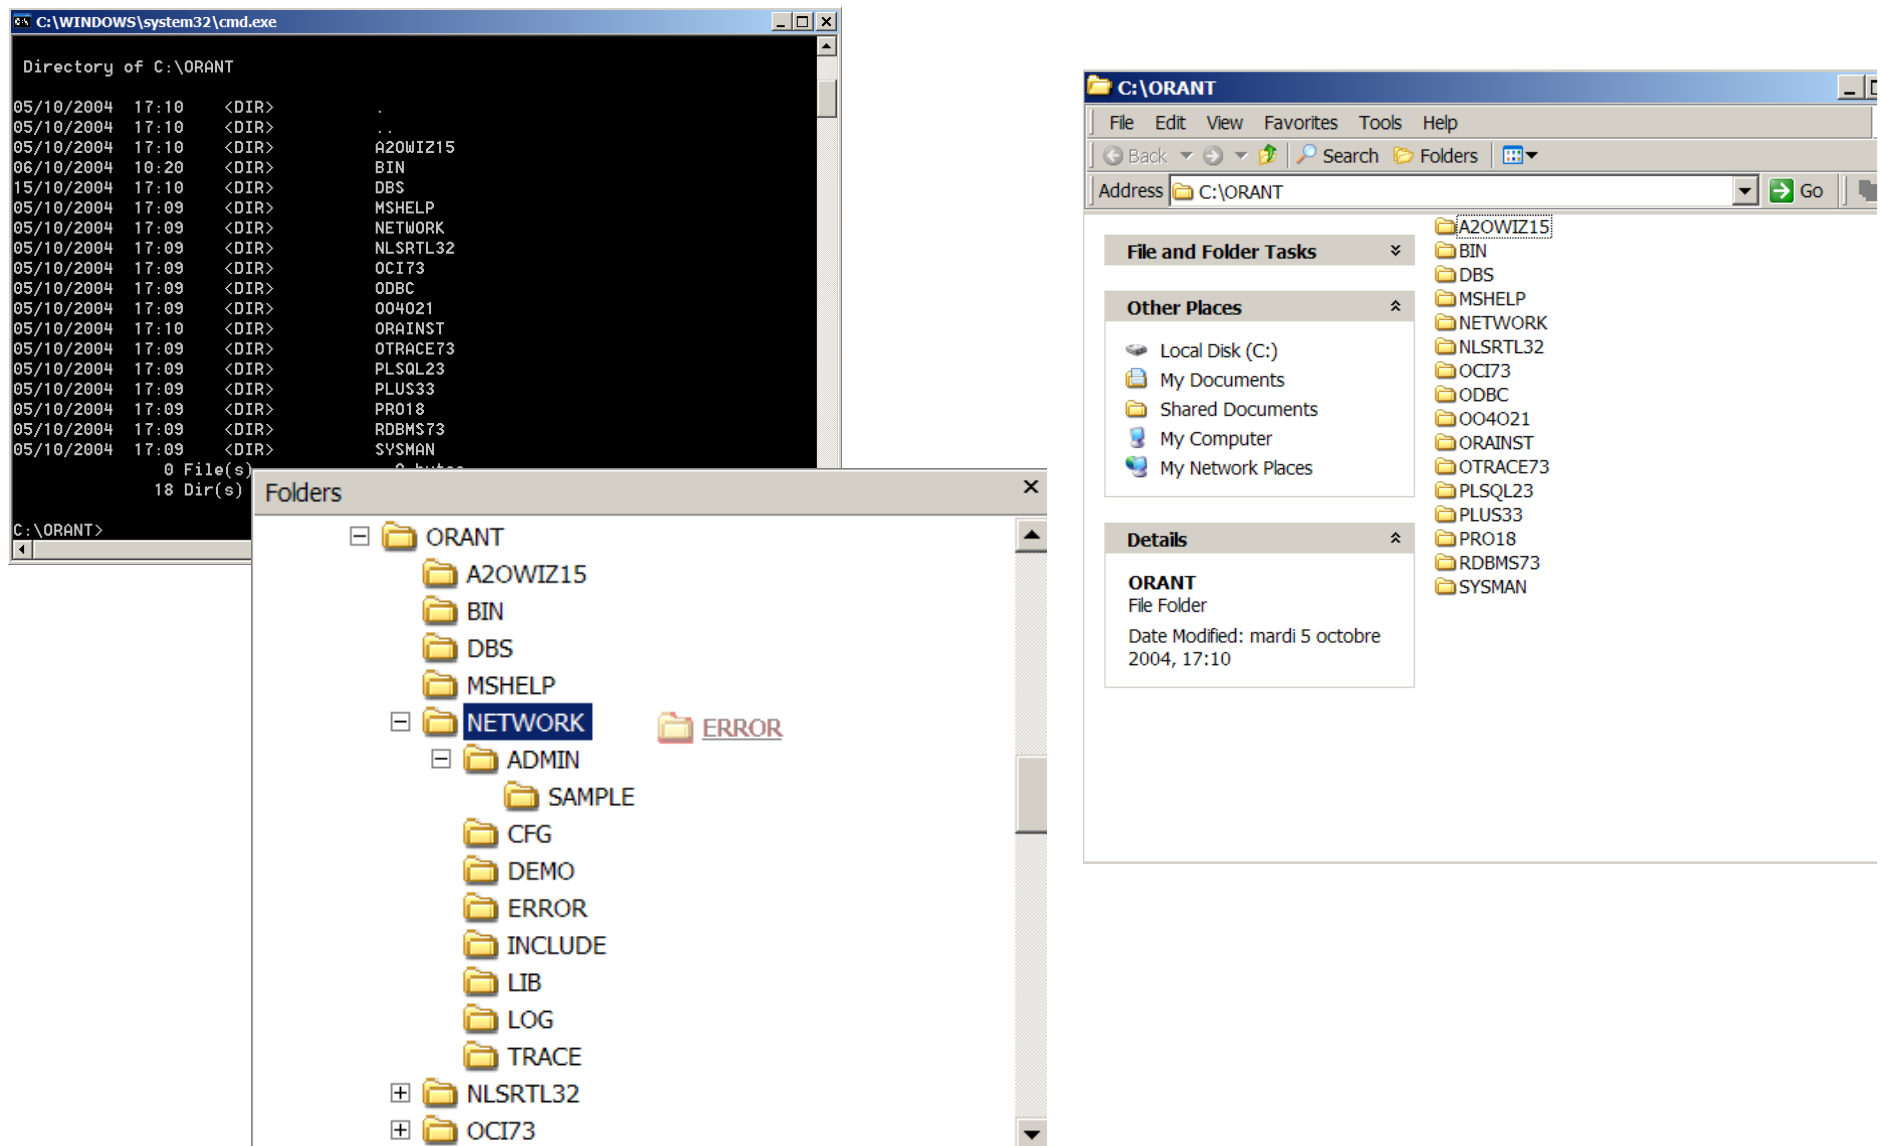 C:\WINDOWS\system32\cmd.exe
Directory of C:\ORANT
05/10/2004 17:10 <DIR> .
05/10/2004 17:10 <DIR> ..
05/10/2004 17:10 <DIR> A2OWIZ15
06/10/2004 10:20 <DIR> BIN
15/10/2004 17:10 <DIR> DBS
05/10/2004 17:09 <DIR> MSHELP
05/10/2004 17:09 <DIR> NETWORK
05/10/2004 17:09 <DIR> NLSRTL32
05/10/2004 17:09 <DIR> OCI73
05/10/2004 17:09 <DIR> ODBC
05/10/2004 17:09 <DIR> OO4O21
05/10/2004 17:10 <DIR> ORAINST
05/10/2004 17:09 <DIR> OTRACE73
05/10/2004 17:09 <DIR> PLSQL23
05/10/2004 17:09 <DIR> PLUS33
05/10/2004 17:09 <DIR> PRO18
05/10/2004 17:09 <DIR> RDBMS73
05/10/2004 17:09 <DIR> SYSMAN
0 File(s) 0 bytes
18 Dir(s)
C:\ORANT>
Folders
ORANT
A2OWIZ15
BIN
DBS
MSHELP
NETWORK ERROR
ADMIN
SAMPLE
CFG
DEMO
ERROR
INCLUDE
LIB
LOG
TRACE
NLSRTL32
OCI73
C:\ORANT
File Edit View Favorites Tools Help
Back Search Folders
Address C:\ORANT Go
File and Folder Tasks
Other Places
Local Disk (C:)
My Documents
Shared Documents
My Computer
My Network Places
Details
ORANT
File Folder
Date Modified: mardi 5 octobre
2004, 17:10
A2OWIZ15
BIN
DBS
MSHELP
NETWORK
NLSRTL32
OCI73
ODBC
OO4O21
ORAINST
OTRACE73
PLSQL23
PLUS33
PRO18
RDBMS73
SYSMAN